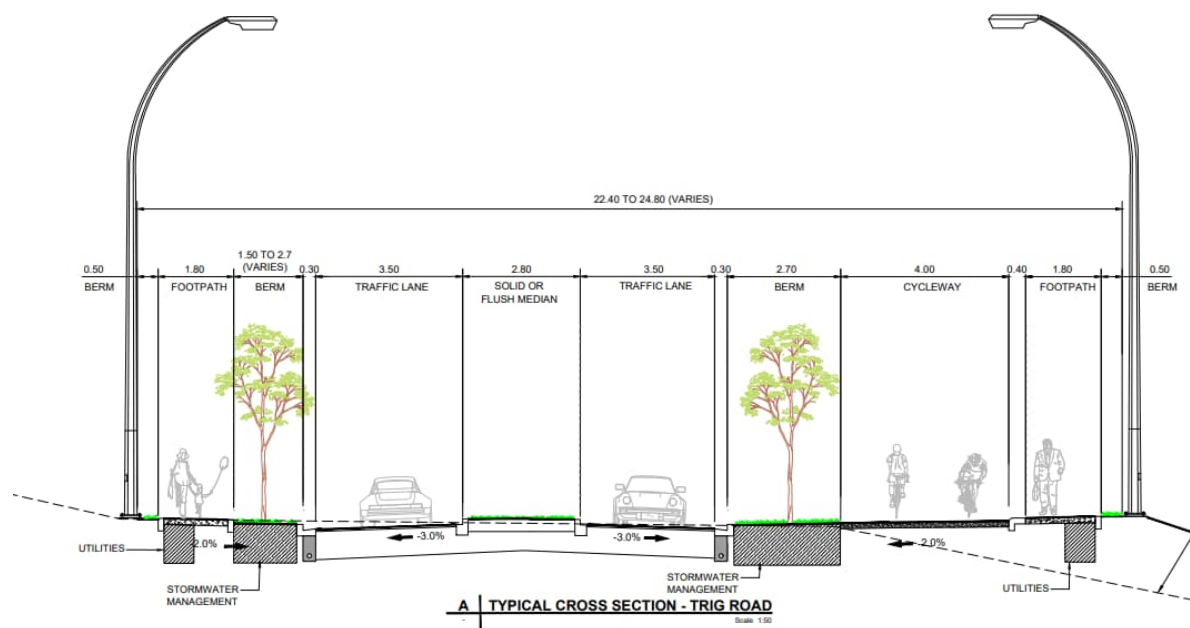 22.40 TO 24.80 (VARIES)
0.50
BERM
1.80
FOOTPATH
1.50 TO 2.7
(VARIES)
BERM
0.30
3.50
TRAFFIC LANE
2.80
SOLID OR
FLUSH MEDIAN
3.50
TRAFFIC LANE
0.30
2.70
BERM
4.00
CYCLEWAY
0.40
1.80
FOOTPATH
0.50
BERM
UTILITIES
-2.0%
STORMWATER
MANAGEMENT
-3.0%
-3.0%
STORMWATER
MANAGEMENT
2.0%
UTILITIES
A TYPICAL CROSS SECTION - TRIG ROAD
- Scale 1:50